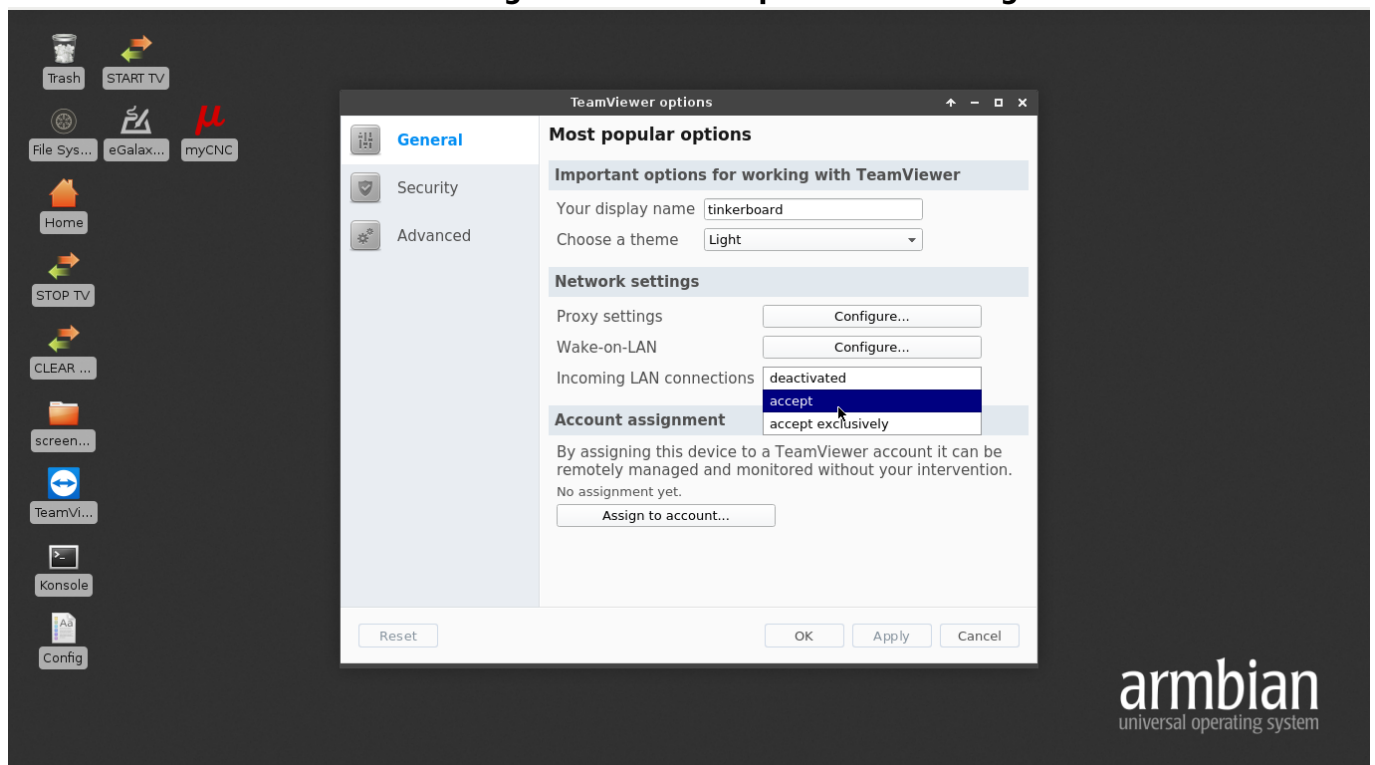 Trash
START TV
File Sys...
eGalax...
myCNC
Home
STOP TV
CLEAR ...
screen...
TeamVi...
Konsole
Config
TeamViewer options
General
Security
Advanced
Most popular options
Important options for working with TeamViewer
Your display name tinkerboard
Choose a theme Light
Network settings
Proxy settings Configure...
Wake-on-LAN Configure...
Incoming LAN connections deactivated
accept
accept exclusively
Account assignment
By assigning this device to a TeamViewer account it can be
remotely managed and monitored without your intervention.
No assignment yet.
Assign to account...
Reset OK Apply Cancel
armbian
universal operating system